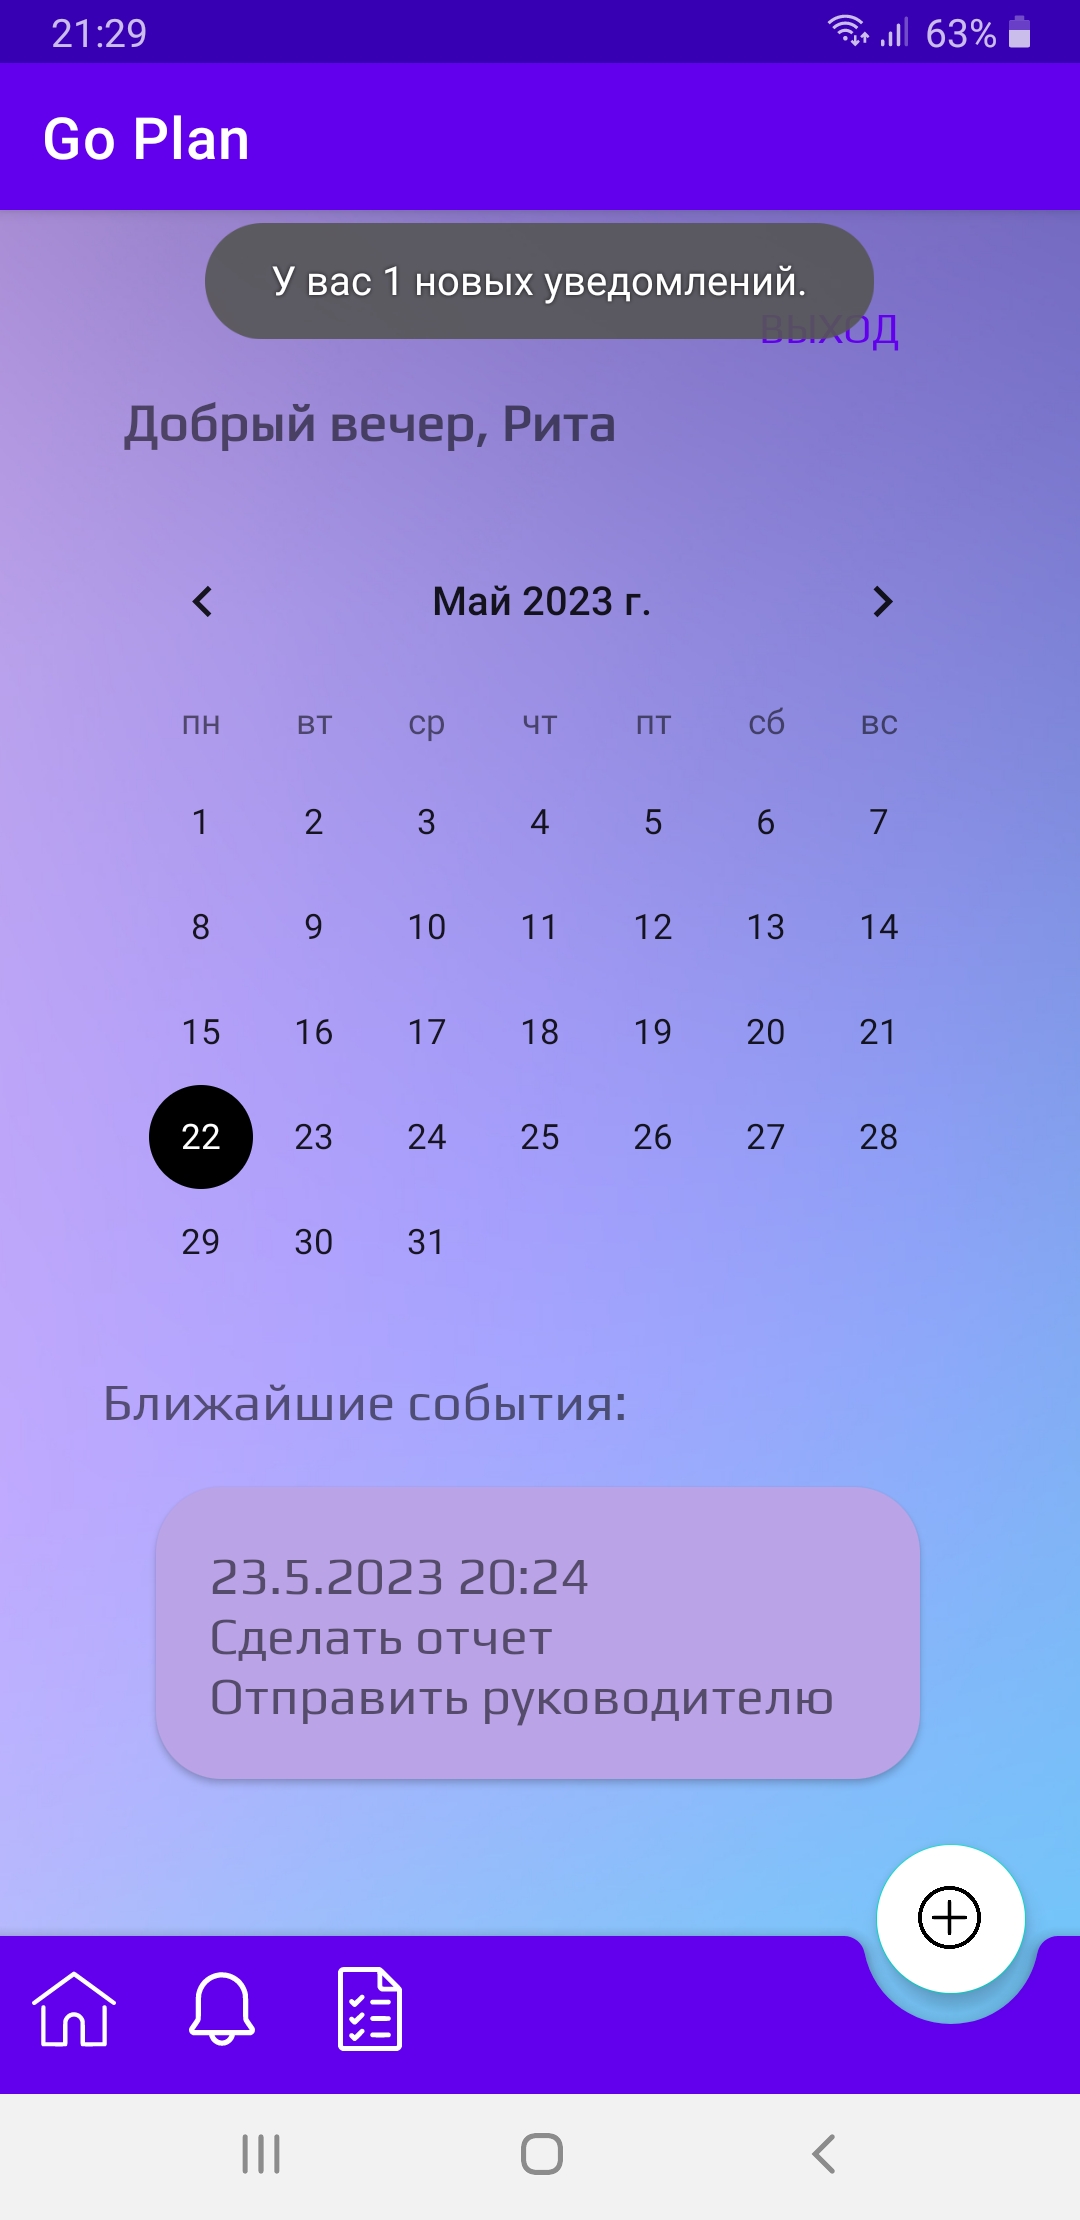 21:29 63%
Go Plan
У вас 1 новых уведомлений.
ВЫХОД
Добрый вечер, Рита
Май 2023 г.
пн вт ср чт пт сб вс
1 2 3 4 5 6 7
8 9 10 11 12 13 14
15 16 17 18 19 20 21
22 23 24 25 26 27 28
29 30 31
Ближайшие события:
23.5.2023 20:24
Сделать отчет
Отправить руководителю